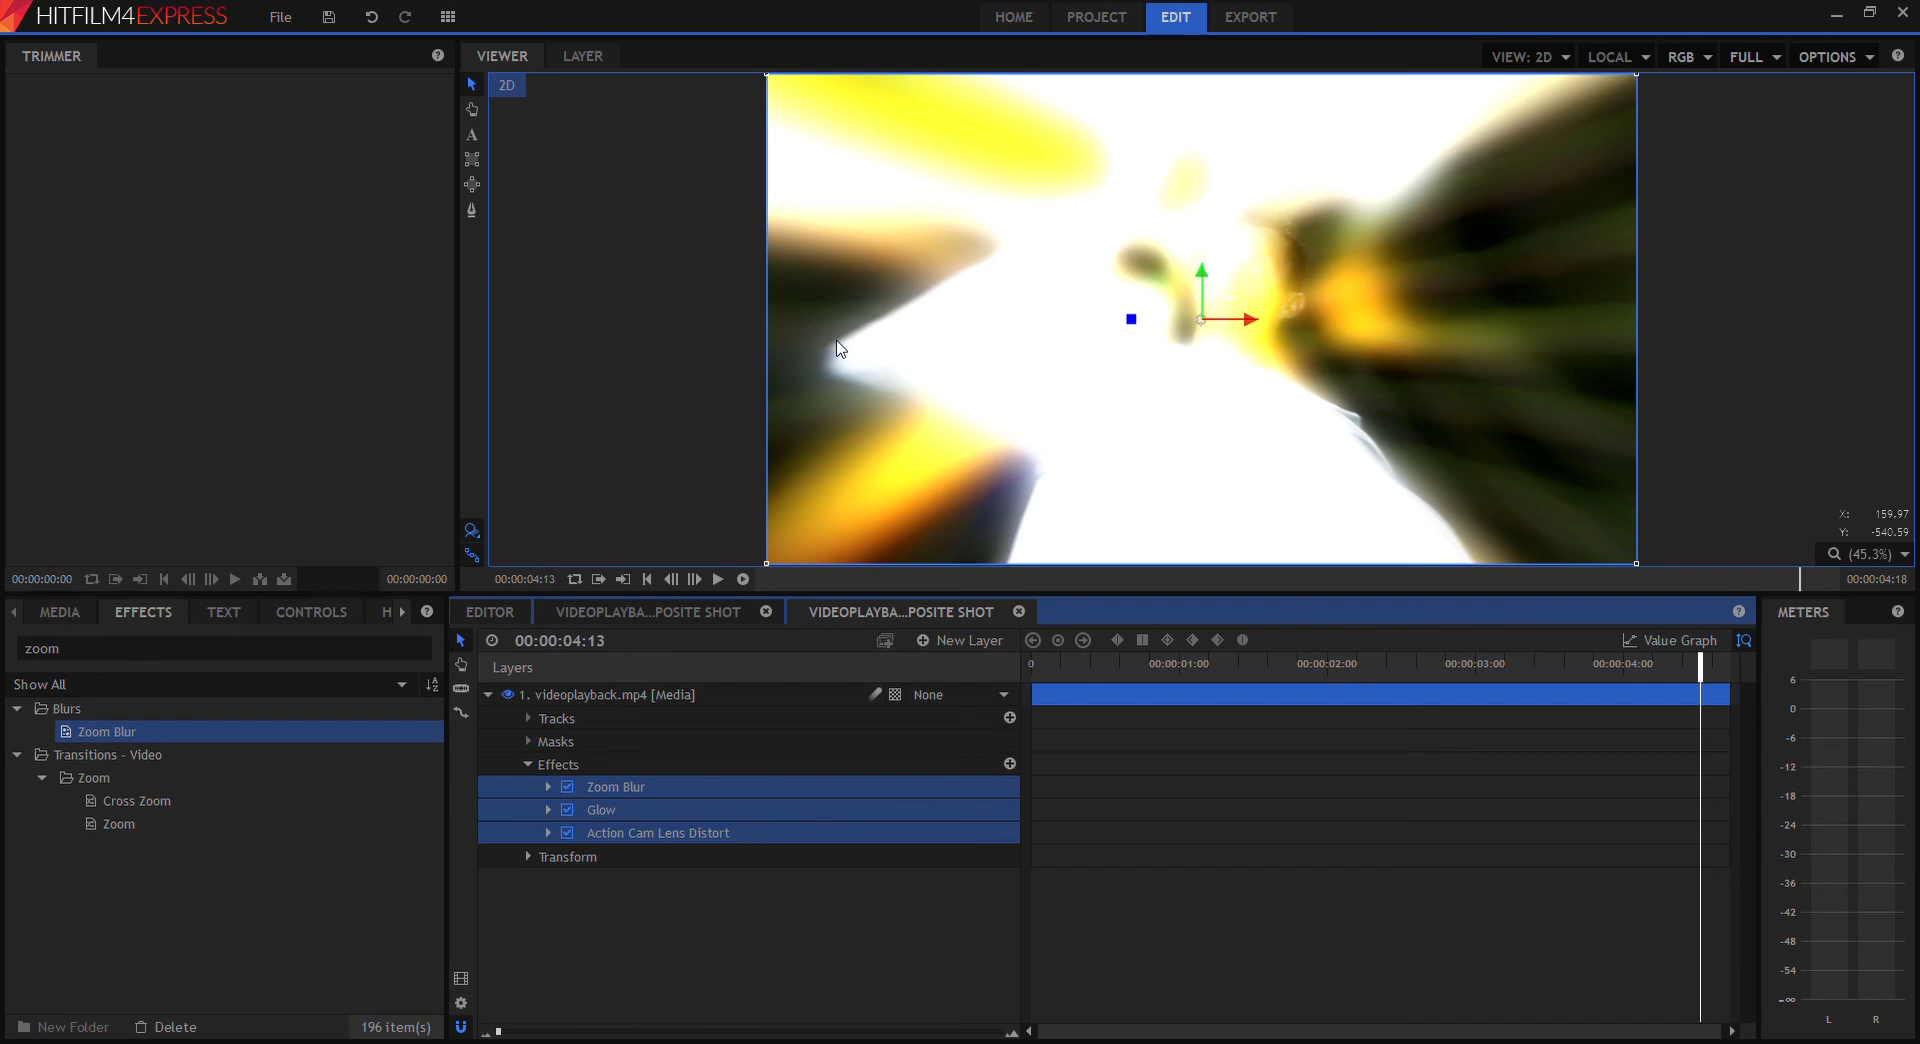 HITFILM4EXPRESS File HOME PROJECT EDIT EXPORT
TRIMMER VIEWER LAYER VIEW: 2D LOCAL RGB FULL OPTIONS
2D
X: 159.97
Y: -540.59
(45.3%)
00:00:00:00 00:00:00:00 00:00:04:13 00:00:04:18
MEDIA EFFECTS TEXT CONTROLS H EDITOR VIDEOPLAYBA...POSITE SHOT VIDEOPLAYBA...POSITE SHOT METERS
zoom 00:00:04:13 New Layer Value Graph
Layers 0 00:00:01:00 00:00:02:00 00:00:03:00 00:00:04:00
Show All
1. videoplayback.mp4 [Media] None
Blurs Tracks
Zoom Blur Masks
Transitions - Video Effects
Zoom Zoom Blur
Cross Zoom Glow
Zoom Action Cam Lens Distort
Transform
6
0
-6
-12
-18
-24
-30
-36
-42
-48
-54
-∞
L R
New Folder Delete 196 item(s)